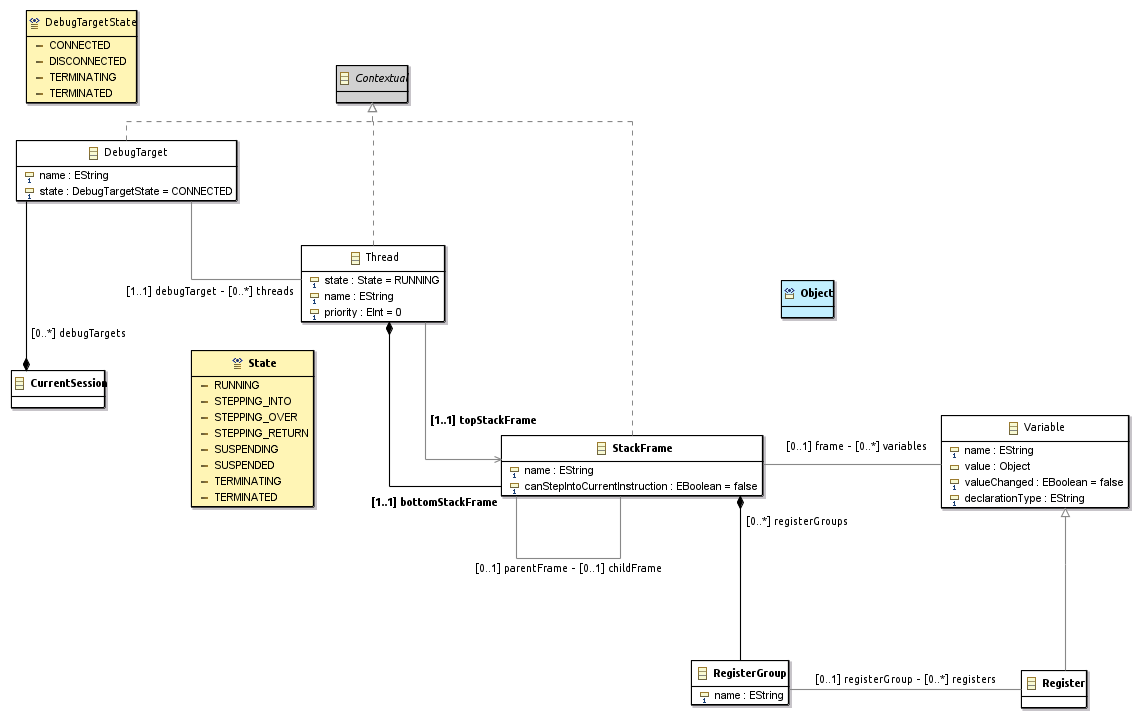 DebugTargetState
CONNECTED
DISCONNECTED
TERMINATING
TERMINATED
Contextual
DebugTarget
name : EString
state : DebugTargetState = CONNECTED
Thread
state : State = RUNNING
name : EString
priority : EInt = 0
[1..1] debugTarget - [0..*] threads
Object
[0..*] debugTargets
CurrentSession
State
RUNNING
STEPPING_INTO
STEPPING_OVER
STEPPING_RETURN
SUSPENDING
SUSPENDED
TERMINATING
TERMINATED
[1..1] topStackFrame
StackFrame
name : EString
canStepIntoCurrentInstruction : EBoolean = false
[1..1] bottomStackFrame
[0..1] frame - [0..*] variables
Variable
name : EString
value : Object
valueChanged : EBoolean = false
declarationType : EString
[0..*] registerGroups
[0..1] parentFrame - [0..1] childFrame
RegisterGroup
name : EString
[0..1] registerGroup - [0..*] registers
Register